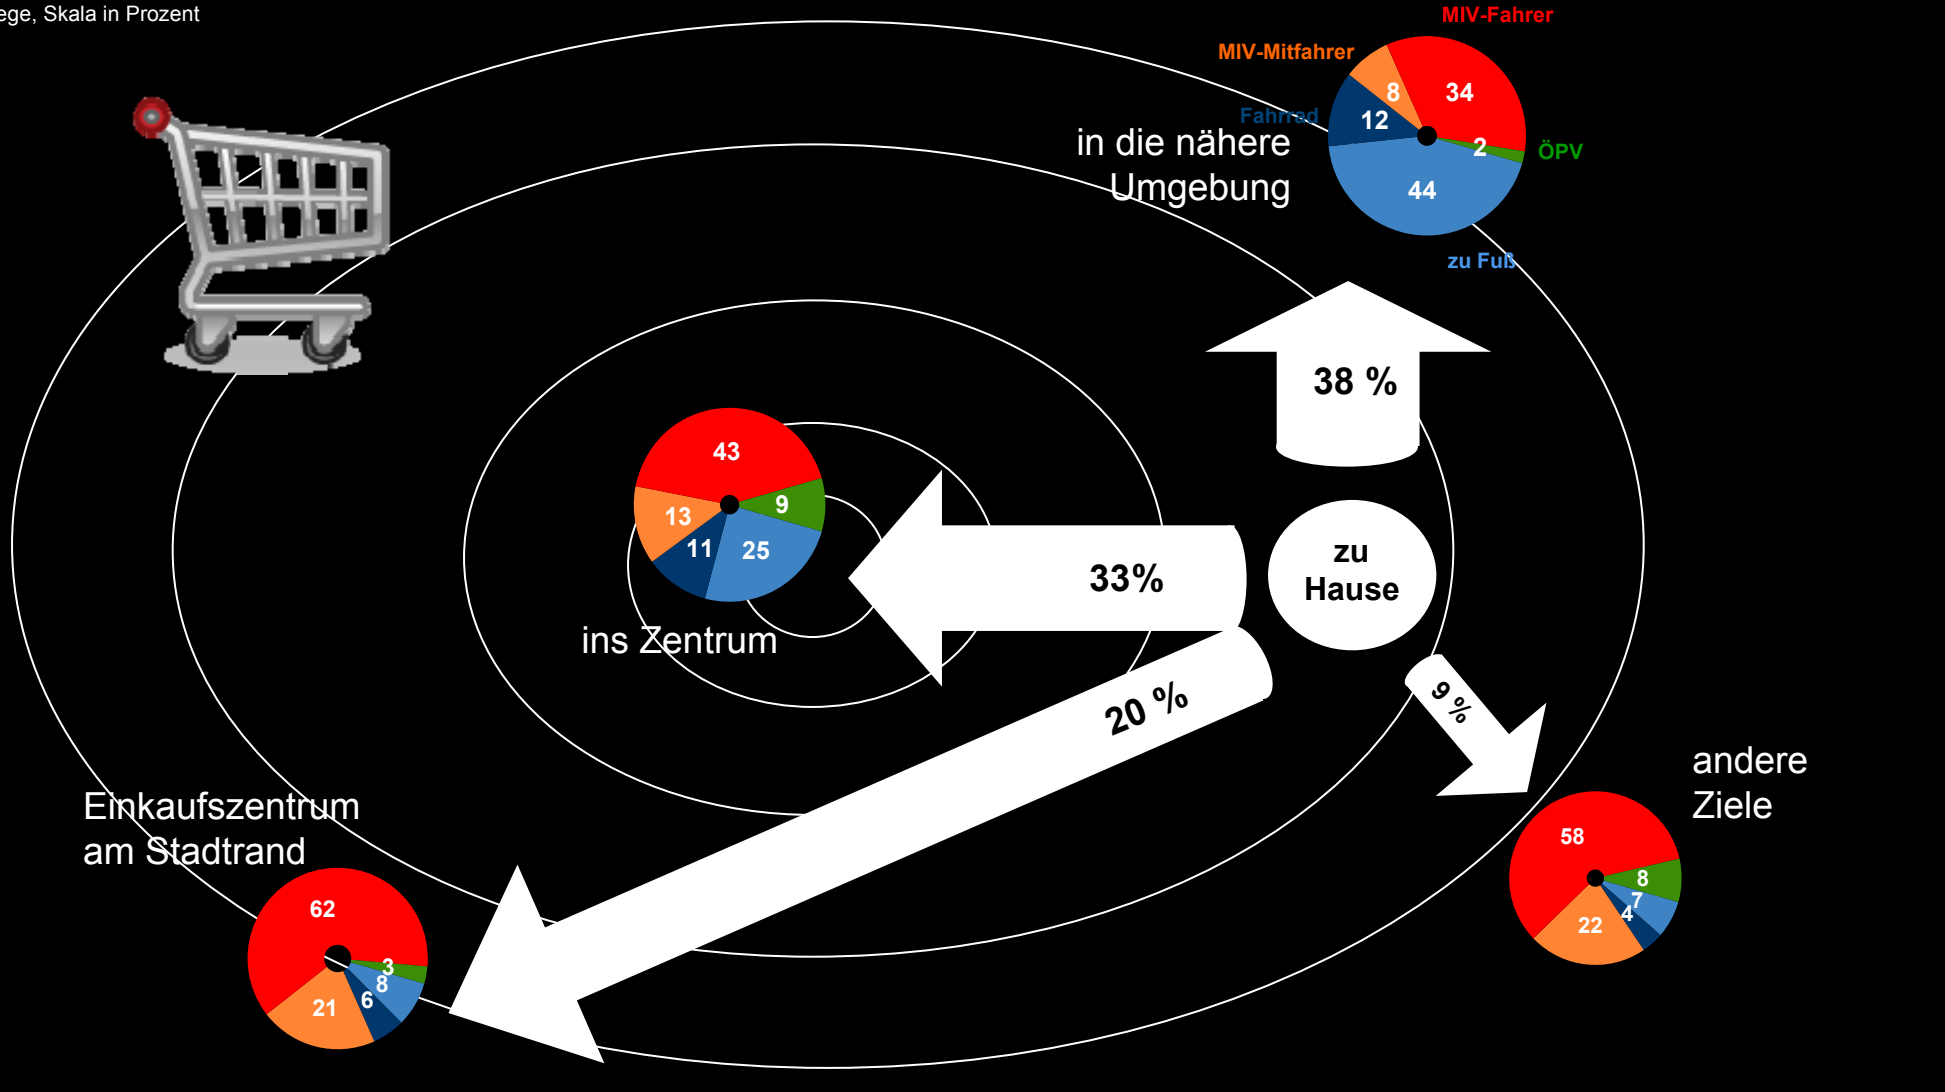 Skala in Prozent
MIV-Fahrer
MIV-Mitfahrer
Fahrrad
ÖPV
zu Fuß
34
8
12
2
44
in die nähere
Umgebung
38 %
43
9
13
11
25
ins Zentrum
33%
zu
Hause
20 %
9 %
andere
Ziele
58
8
7
4
22
Einkaufszentrum
am Stadtrand
62
3
8
6
21